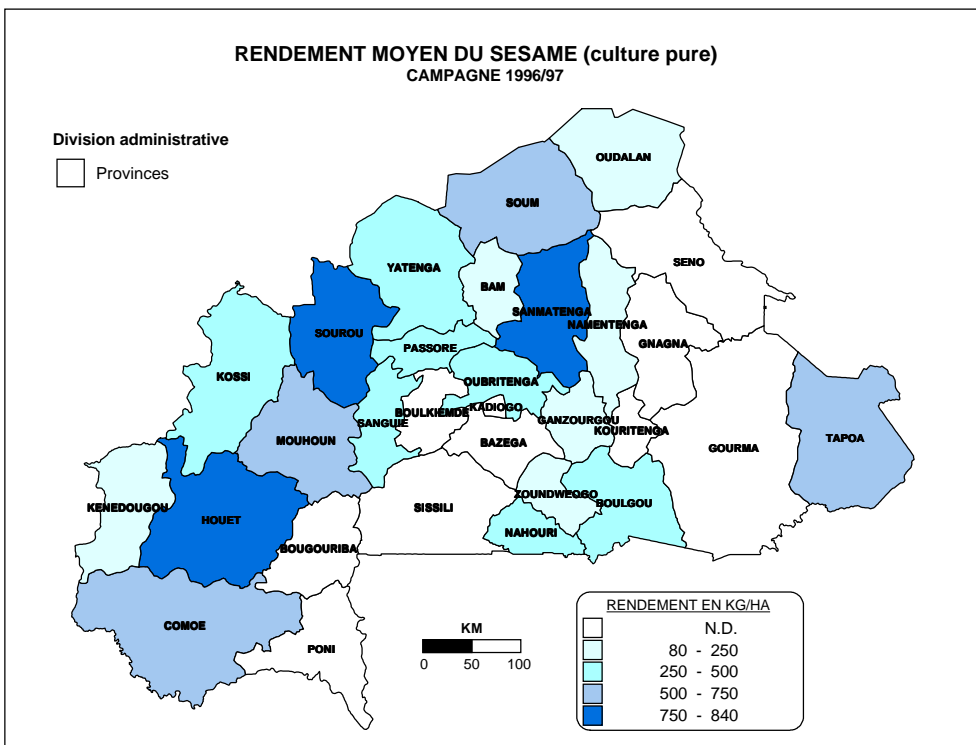 RENDEMENT MOYEN DU SESAME (culture pure)
CAMPAGNE 1996/97
Division administrative
Provinces
OUDALAN
SOUM
SENO
YATENGA
BAM
SANMATENGA
NAMENTENGA
SOUROU
GNAGNA
PASSORE
KOSSI
OUBRITENGA
KADIOGO
BOULKIEMDE
SANGUIE
GANZOURGOU
KOURITENGA
MOUHOUN
BAZEGA
GOURMA
TAPOA
ZOUNDWEOGO
BOULGOU
KENEDOUGOU
SISSILI
HOUET
NAHOURI
BOUGOURIBA
COMOE
PONI
KM
0 50 100
RENDEMENT EN KG/HA
N.D.
80 - 250
250 - 500
500 - 750
750 - 840